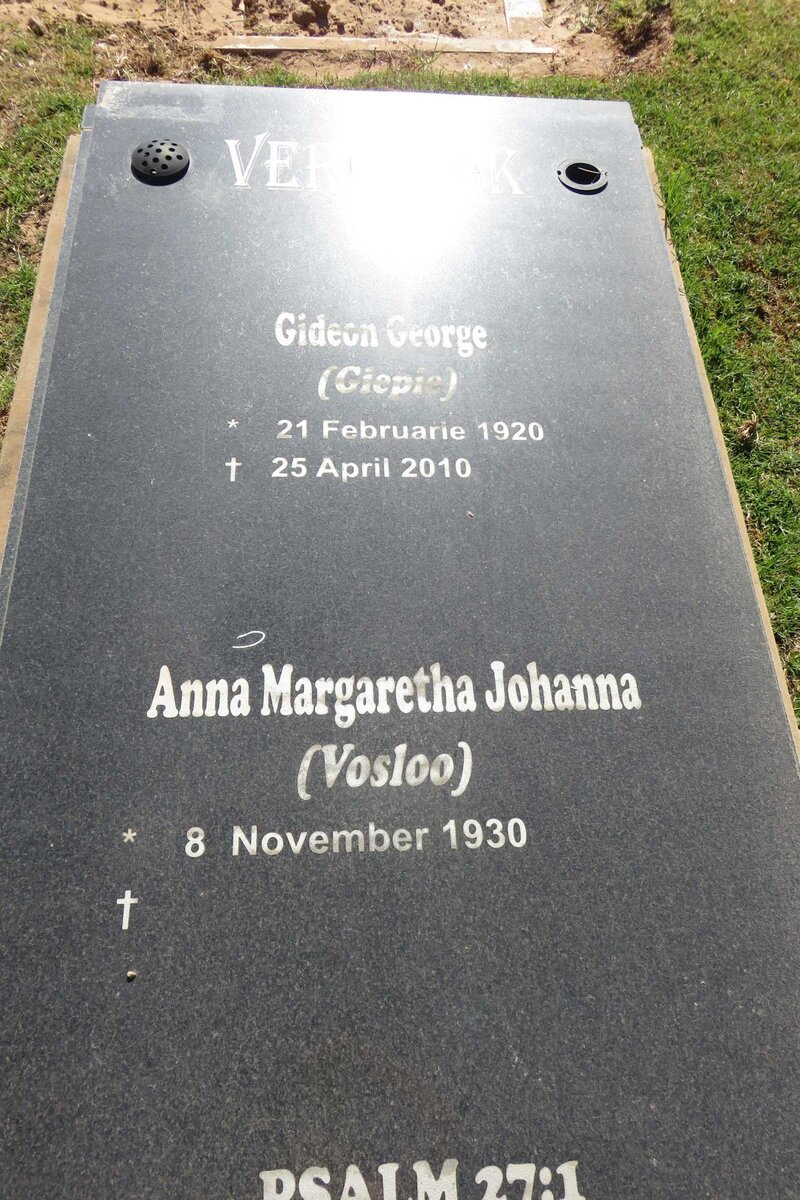 Gideon George
(Giepie)
* 21 Februarie 1920
† 25 April 2010
Anna Margaretha Johanna
(Vosloo)
* 8 November 1930
†
PSALM 27:1